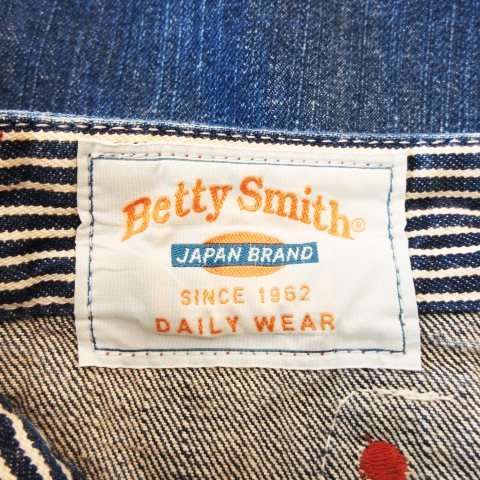 Betty Smith®
JAPAN BRAND
SINCE 1962
DAILY WEAR